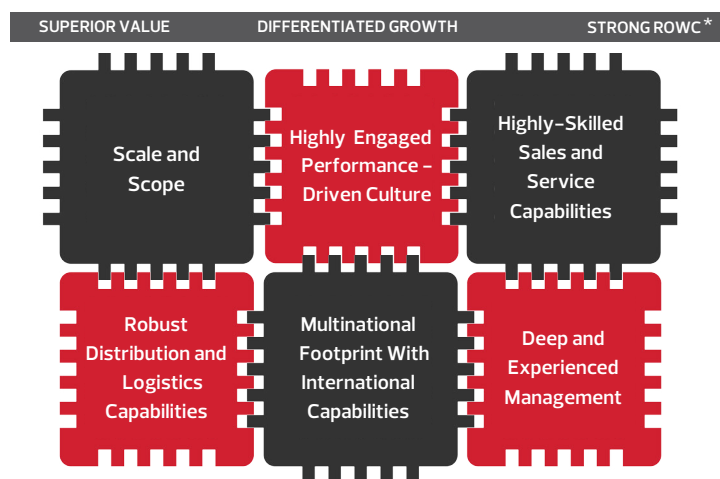 SUPERIOR VALUE DIFFERENTIATED GROWTH STRONG ROWC*
Scale and
Scope
Highly Engaged
Performance –
Driven Culture
Highly-Skilled
Sales and
Service
Capabilities
Robust
Distribution and
Logistics
Capabilities
Multinational
Footprint With
International
Capabilities
Deep and
Experienced
Management